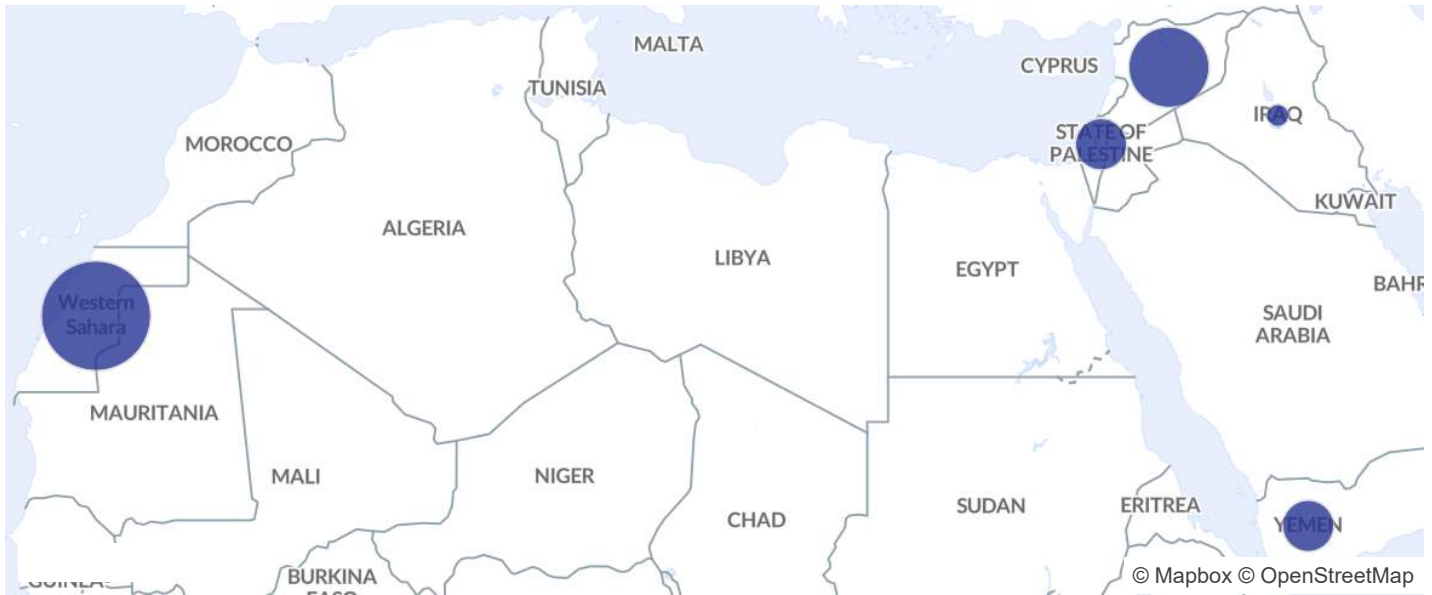 MALTA
CYPRUS
TUNISIA
IRAQ
STATE OF
PALESTINE
MOROCCO
KUWAIT
ALGERIA
LIBYA
EGYPT
BAHR
Western
Sahara
SAUDI
ARABIA
MAURITANIA
MALI
NIGER
CHAD
SUDAN
ERITREA
YEMEN
BURKINA
© Mapbox © OpenStreetMap